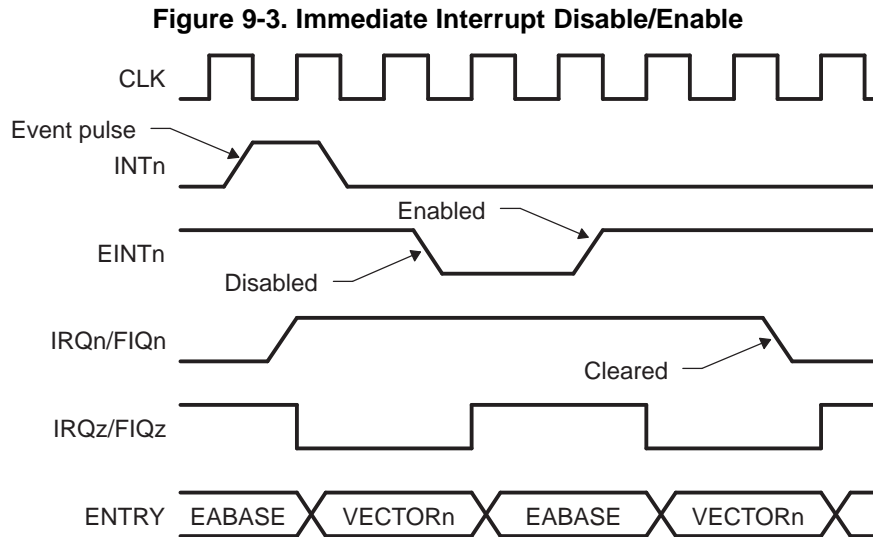 Figure 9-3. Immediate Interrupt Disable/Enable
CLK
Event pulse
INTn
Enabled
EINTn
Disabled
IRQn/FIQn
Cleared
IRQz/FIQz
ENTRY EABASE VECTORn EABASE VECTORn